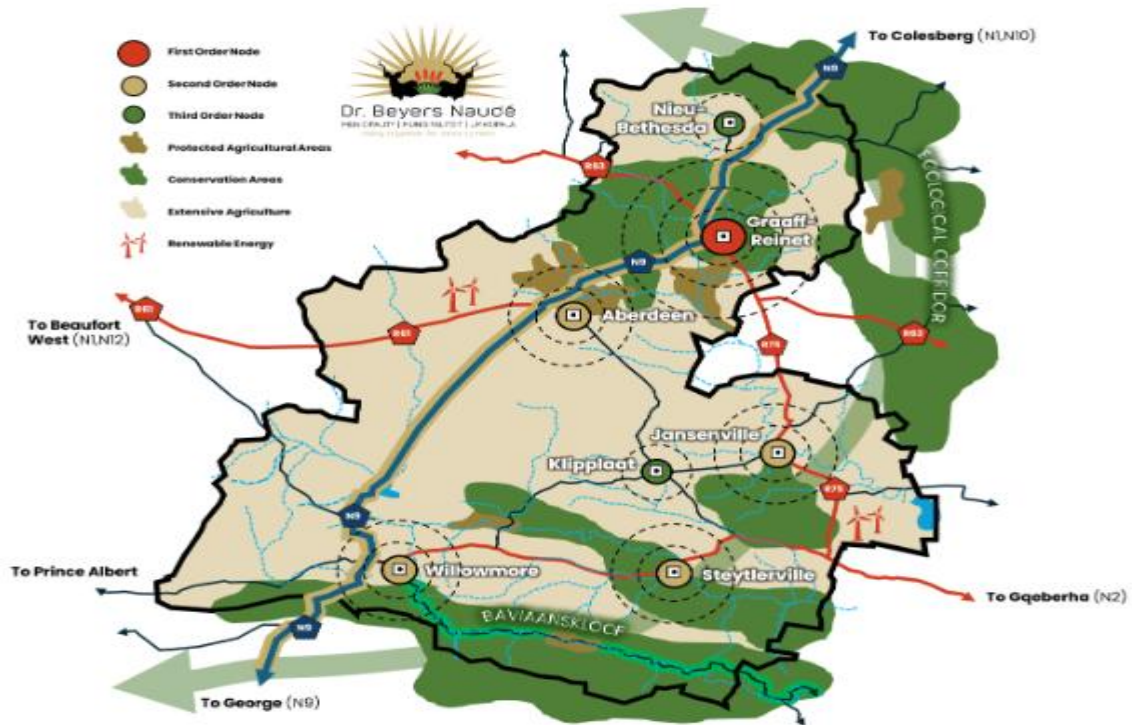 First Order Node
Second Order Node
Third Order Node
Protected Agricultural Areas
Conservation Areas
Extensive Agriculture
Renewable Energy
Dr. Beyers Naudé
To Colesberg (N1,N10)
N9
Nieu-
Bethesda
R63
ECOLOGICAL CORRIDOR
Graaff-
Reinet
N9
Aberdeen
R61
To Beaufort
West (N1,N12)
R61
R75
R63
Jansenville
Klipplaat
R75
N9
Willowmore
Steytlerville
To Prince Albert
To Gqeberha (N2)
BAVIAANSKLOOF
N9
To George (N9)